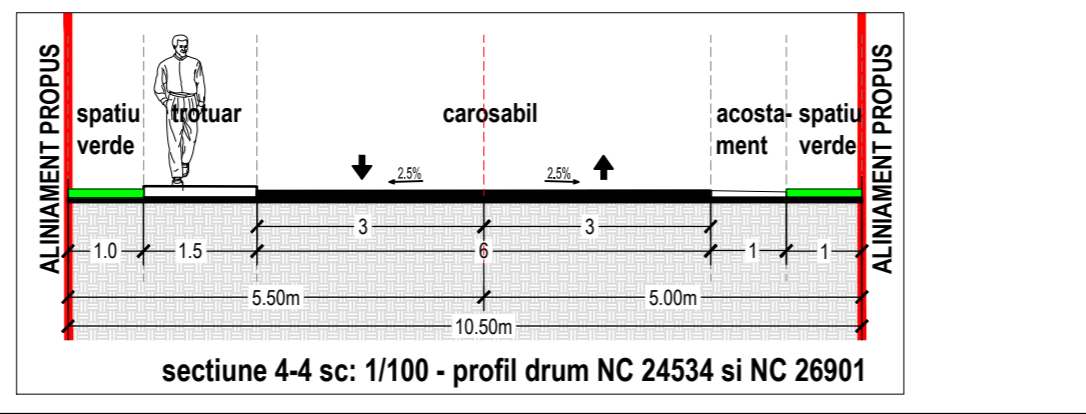 ALINIAMENT PROPUS
spatiu
verde
trotuar
carosabil
acosta-
ment
spatiu
verde
ALINIAMENT PROPUS
2.5%
2.5%
3
3
1.0
1.5
6
1
1
5.50m
5.00m
10.50m
sectiune 4-4 sc: 1/100 - profil drum NC 24534 si NC 26901